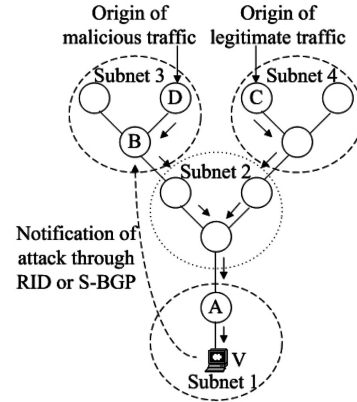 Origin of
malicious traffic
Origin of
legitimate traffic
Subnet 3
Subnet 4
D
C
B
Subnet 2
Notification of
attack through
RID or S-BGP
A
V
Subnet 1